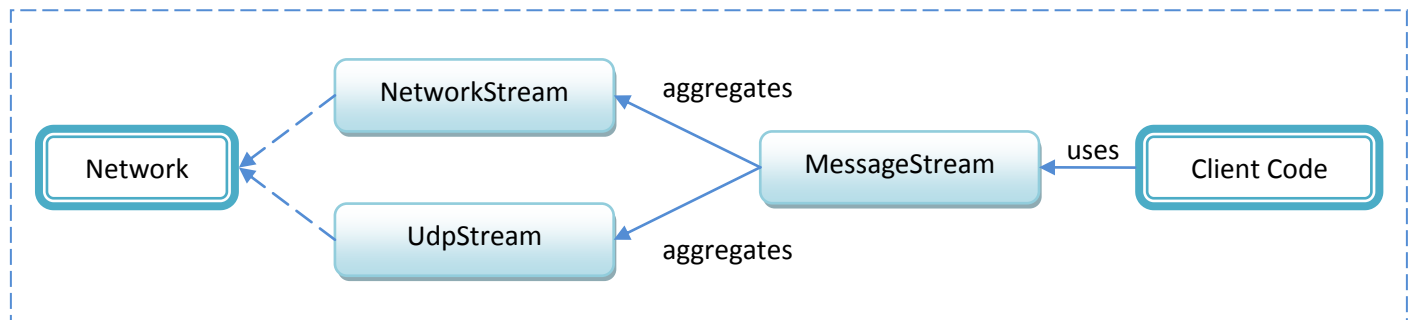 NetworkStream
aggregates
Network
MessageStream
uses
Client Code
UdpStream
aggregates